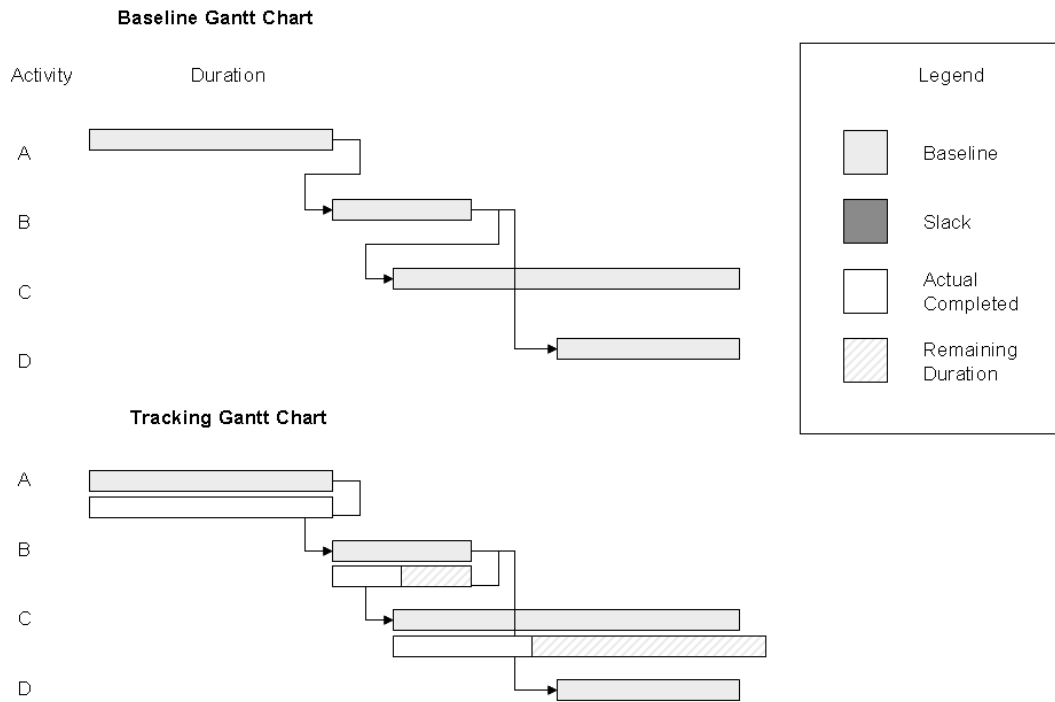 Baseline Gantt Chart
Activity
Duration
A
B
C
D
Legend
Baseline
Slack
Actual
Completed
Remaining
Duration
Tracking Gantt Chart
A
B
C
D